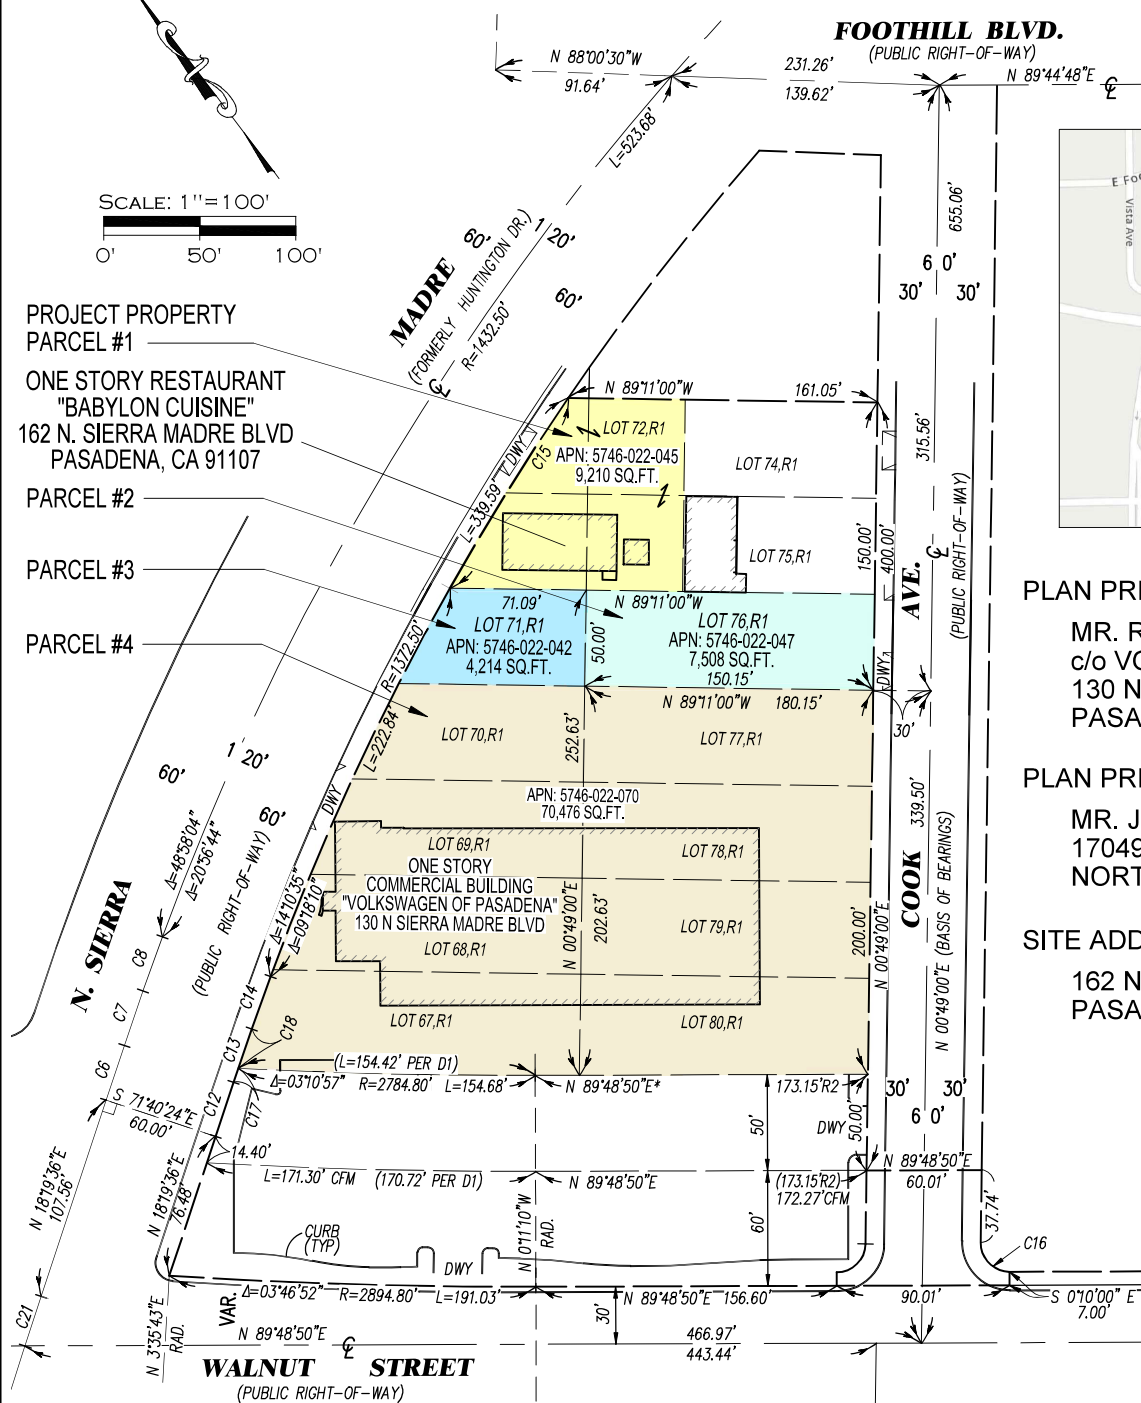 FOOTHILL BLVD.
(PUBLIC RIGHT-OF-WAY)
N 88°00'30"W
91.64'
231.26'
139.62'
N 89°44'48"E
SCALE: 1"=100'
0' 50' 100'
L=523.68'
MADRE
(FORMERLY HUNTINGTON DR.)
R=1432.50'
60'
1 20'
60'
655.06'
6 0'
30' 30'
E Foo
Vista Ave
PROJECT PROPERTY
PARCEL #1
ONE STORY RESTAURANT
"BABYLON CUISINE"
162 N. SIERRA MADRE BLVD
PASADENA, CA 91107
PARCEL #2
PARCEL #3
PARCEL #4
N 89°11'00"W
161.05'
LOT 72,R1
APN: 5746-022-045
9,210 SQ.FT.
LOT 74,R1
LOT 75,R1
DWY
C15
L=339.59'
315.56'
150.00'
400.00'
AVE.
(PUBLIC RIGHT-OF-WAY)
71.09'
N 89°11'00"W
LOT 71,R1
APN: 5746-022-042
4,214 SQ.FT.
50.00'
LOT 76,R1
APN: 5746-022-047
7,508 SQ.FT.
150.15'
N 89°11'00"W 180.15'
DWY
30'
R=1372.50'
L=222.84'
LOT 70,R1
LOT 77,R1
252.63'
APN: 5746-022-070
70,476 SQ.FT.
DWY
LOT 69,R1
LOT 78,R1
ONE STORY
COMMERCIAL BUILDING
"VOLKSWAGEN OF PASADENA"
130 N SIERRA MADRE BLVD
LOT 68,R1
LOT 79,R1
N 00°49'00"E
202.63'
LOT 67,R1
LOT 80,R1
60'
1 20'
60'
Δ=48°58'04"
Δ=20°56'44"
(PUBLIC RIGHT-OF-WAY)
Δ=14°10'35"
Δ=09°18'10"
N. SIERRA
C8
C7
C6
C14
C13
C18
C12
C17
339.50'
COOK
200.00'
N 00°49'00"E
N 00°49'00"E (BASIS OF BEARINGS)
PLAN PRE
MR. R
c/o VO
130 N
PASA
PLAN PRE
MR. J
17049
NORT
SITE ADD
162 N
PASA
(L=154.42' PER D1)
Δ=03°10'57" R=2784.80' L=154.68'
N 89°48'50"E*
173.15'R2
30' 30'
6 0'
S 71°40'24"E
60.00'
14.40'
L=171.30' CFM (170.72' PER D1)
N 89°48'50"E
50'
DWY
50.00'
(173.15'R2)
172.27'CFM
N 89°48'50"E
60.01'
N 18°19'36"E
107.56'
N 18°19'36"E
76.48'
N 0°11'10"W
RAD.
60'
37.74'
C16
CURB
(TYP)
DWY
VAR.
Δ=03°46'52" R=2894.80' L=191.03'
30'
N 89°48'50"E 156.60'
90.01'
S 0°10'00" E
7.00'
C21
N 3°35'43"E
RAD.
N 89°48'50"E
466.97'
443.44'
WALNUT STREET
(PUBLIC RIGHT-OF-WAY)